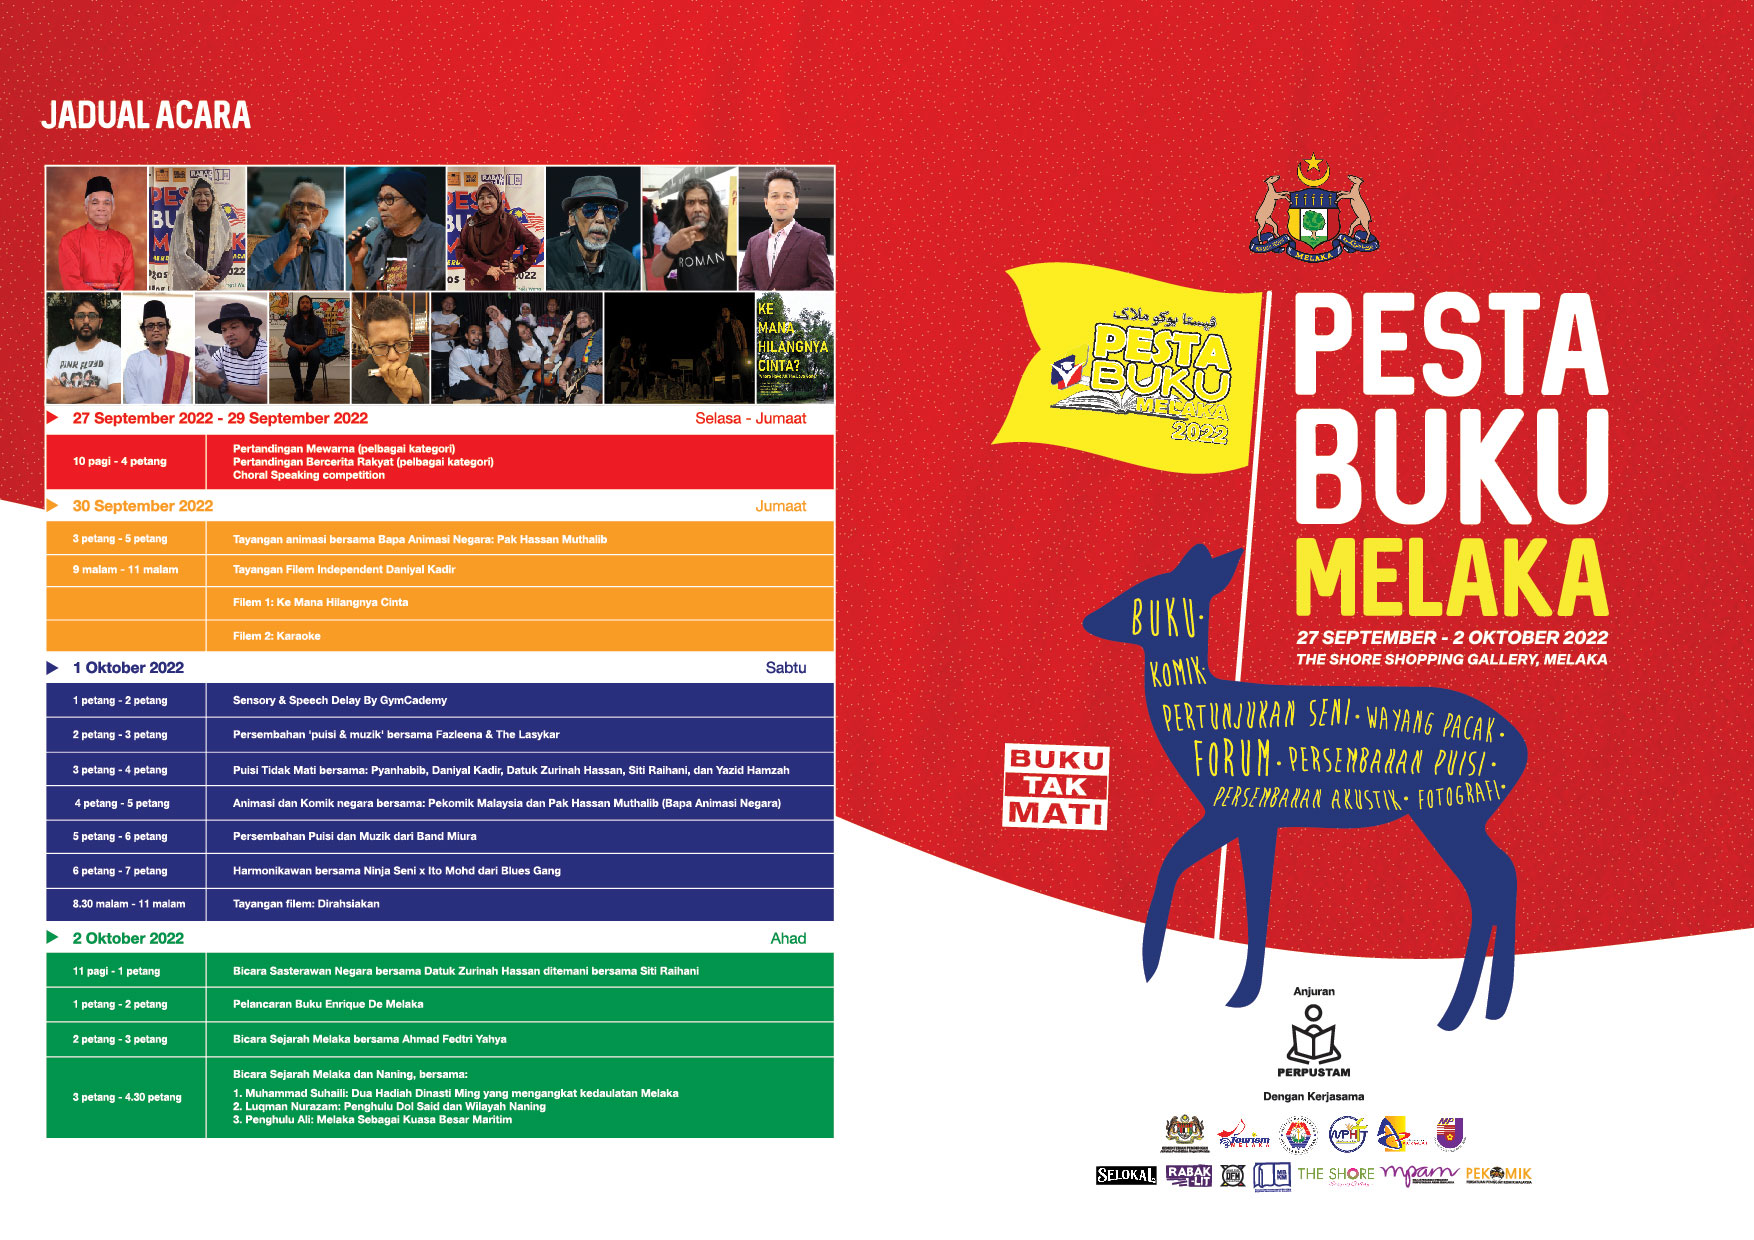 JADUAL ACARA
KE
MANA
HILANGNYA
CINTA?
PINK FLOYD
ROMAN
27 September 2022 - 29 September 2022 Selasa - Jumaat
10 pagi - 4 petang
Pertandingan Mewarna (pelbagai kategori)
Pertandingan Bercerita Rakyat (pelbagai kategori)
Choral Speaking competition
30 September 2022 Jumaat
3 petang - 5 petang Tayangan animasi bersama Bapa Animasi Negara: Pak Hassan Muthalib
9 malam - 11 malam Tayangan Filem Independent Daniyal Kadir
Filem 1: Ke Mana Hilangnya Cinta
Filem 2: Karaoke
1 Oktober 2022 Sabtu
1 petang - 2 petang Sensory & Speech Delay By GymCademy
2 petang - 3 petang Persembahan 'puisi & muzik' bersama Fazleena & The Lasykar
3 petang - 4 petang Puisi Tidak Mati bersama: Pyanhabib, Daniyal Kadir, Datuk Zurinah Hassan, Siti Raihani, dan Yazid Hamzah
4 petang - 5 petang Animasi dan Komik negara bersama: Pekomik Malaysia dan Pak Hassan Muthalib (Bapa Animasi Negara)
5 petang - 6 petang Persembahan Puisi dan Muzik dari Band Miura
6 petang - 7 petang Harmonikawan bersama Ninja Seni x Ito Mohd dari Blues Gang
8.30 malam - 11 malam Tayangan filem: Dirahsiakan
2 Oktober 2022 Ahad
11 pagi - 1 petang Bicara Sasterawan Negara bersama Datuk Zurinah Hassan ditemani bersama Siti Raihani
1 petang - 2 petang Pelancaran Buku Enrique De Melaka
2 petang - 3 petang Bicara Sejarah Melaka bersama Ahmad Fedtri Yahya
3 petang - 4.30 petang
Bicara Sejarah Melaka dan Naning, bersama:
1. Muhammad Suhaili: Dua Hadiah Dinasti Ming yang mengangkat kedaulatan Melaka
2. Luqman Nurazam: Penghulu Dol Said dan Wilayah Naning
3. Penghulu Ali: Melaka Sebagai Kuasa Besar Maritim
MELAKA
ڤيستا بوكو ملاك
PESTA
BUKU
MELAKA
2022
PESTA
BUKU
MELAKA
27 SEPTEMBER - 2 OKTOBER 2022
THE SHORE SHOPPING GALLERY, MELAKA
BUKU
TAK
MATI
BUKU •
KOMIK •
PERTUNJUKAN SENI • WAYANG PACAK •
FORUM • PERSEMBAHAN PUISI •
PERSEMBAHAN AKUSTIK • FOTOGRAFI •
Anjuran
PERPUSTAM
Dengan Kerjasama
Tourism
MELAKA
SELOKAL
RABAK
LIT
THE SHORE
mpam
PEKOMIK